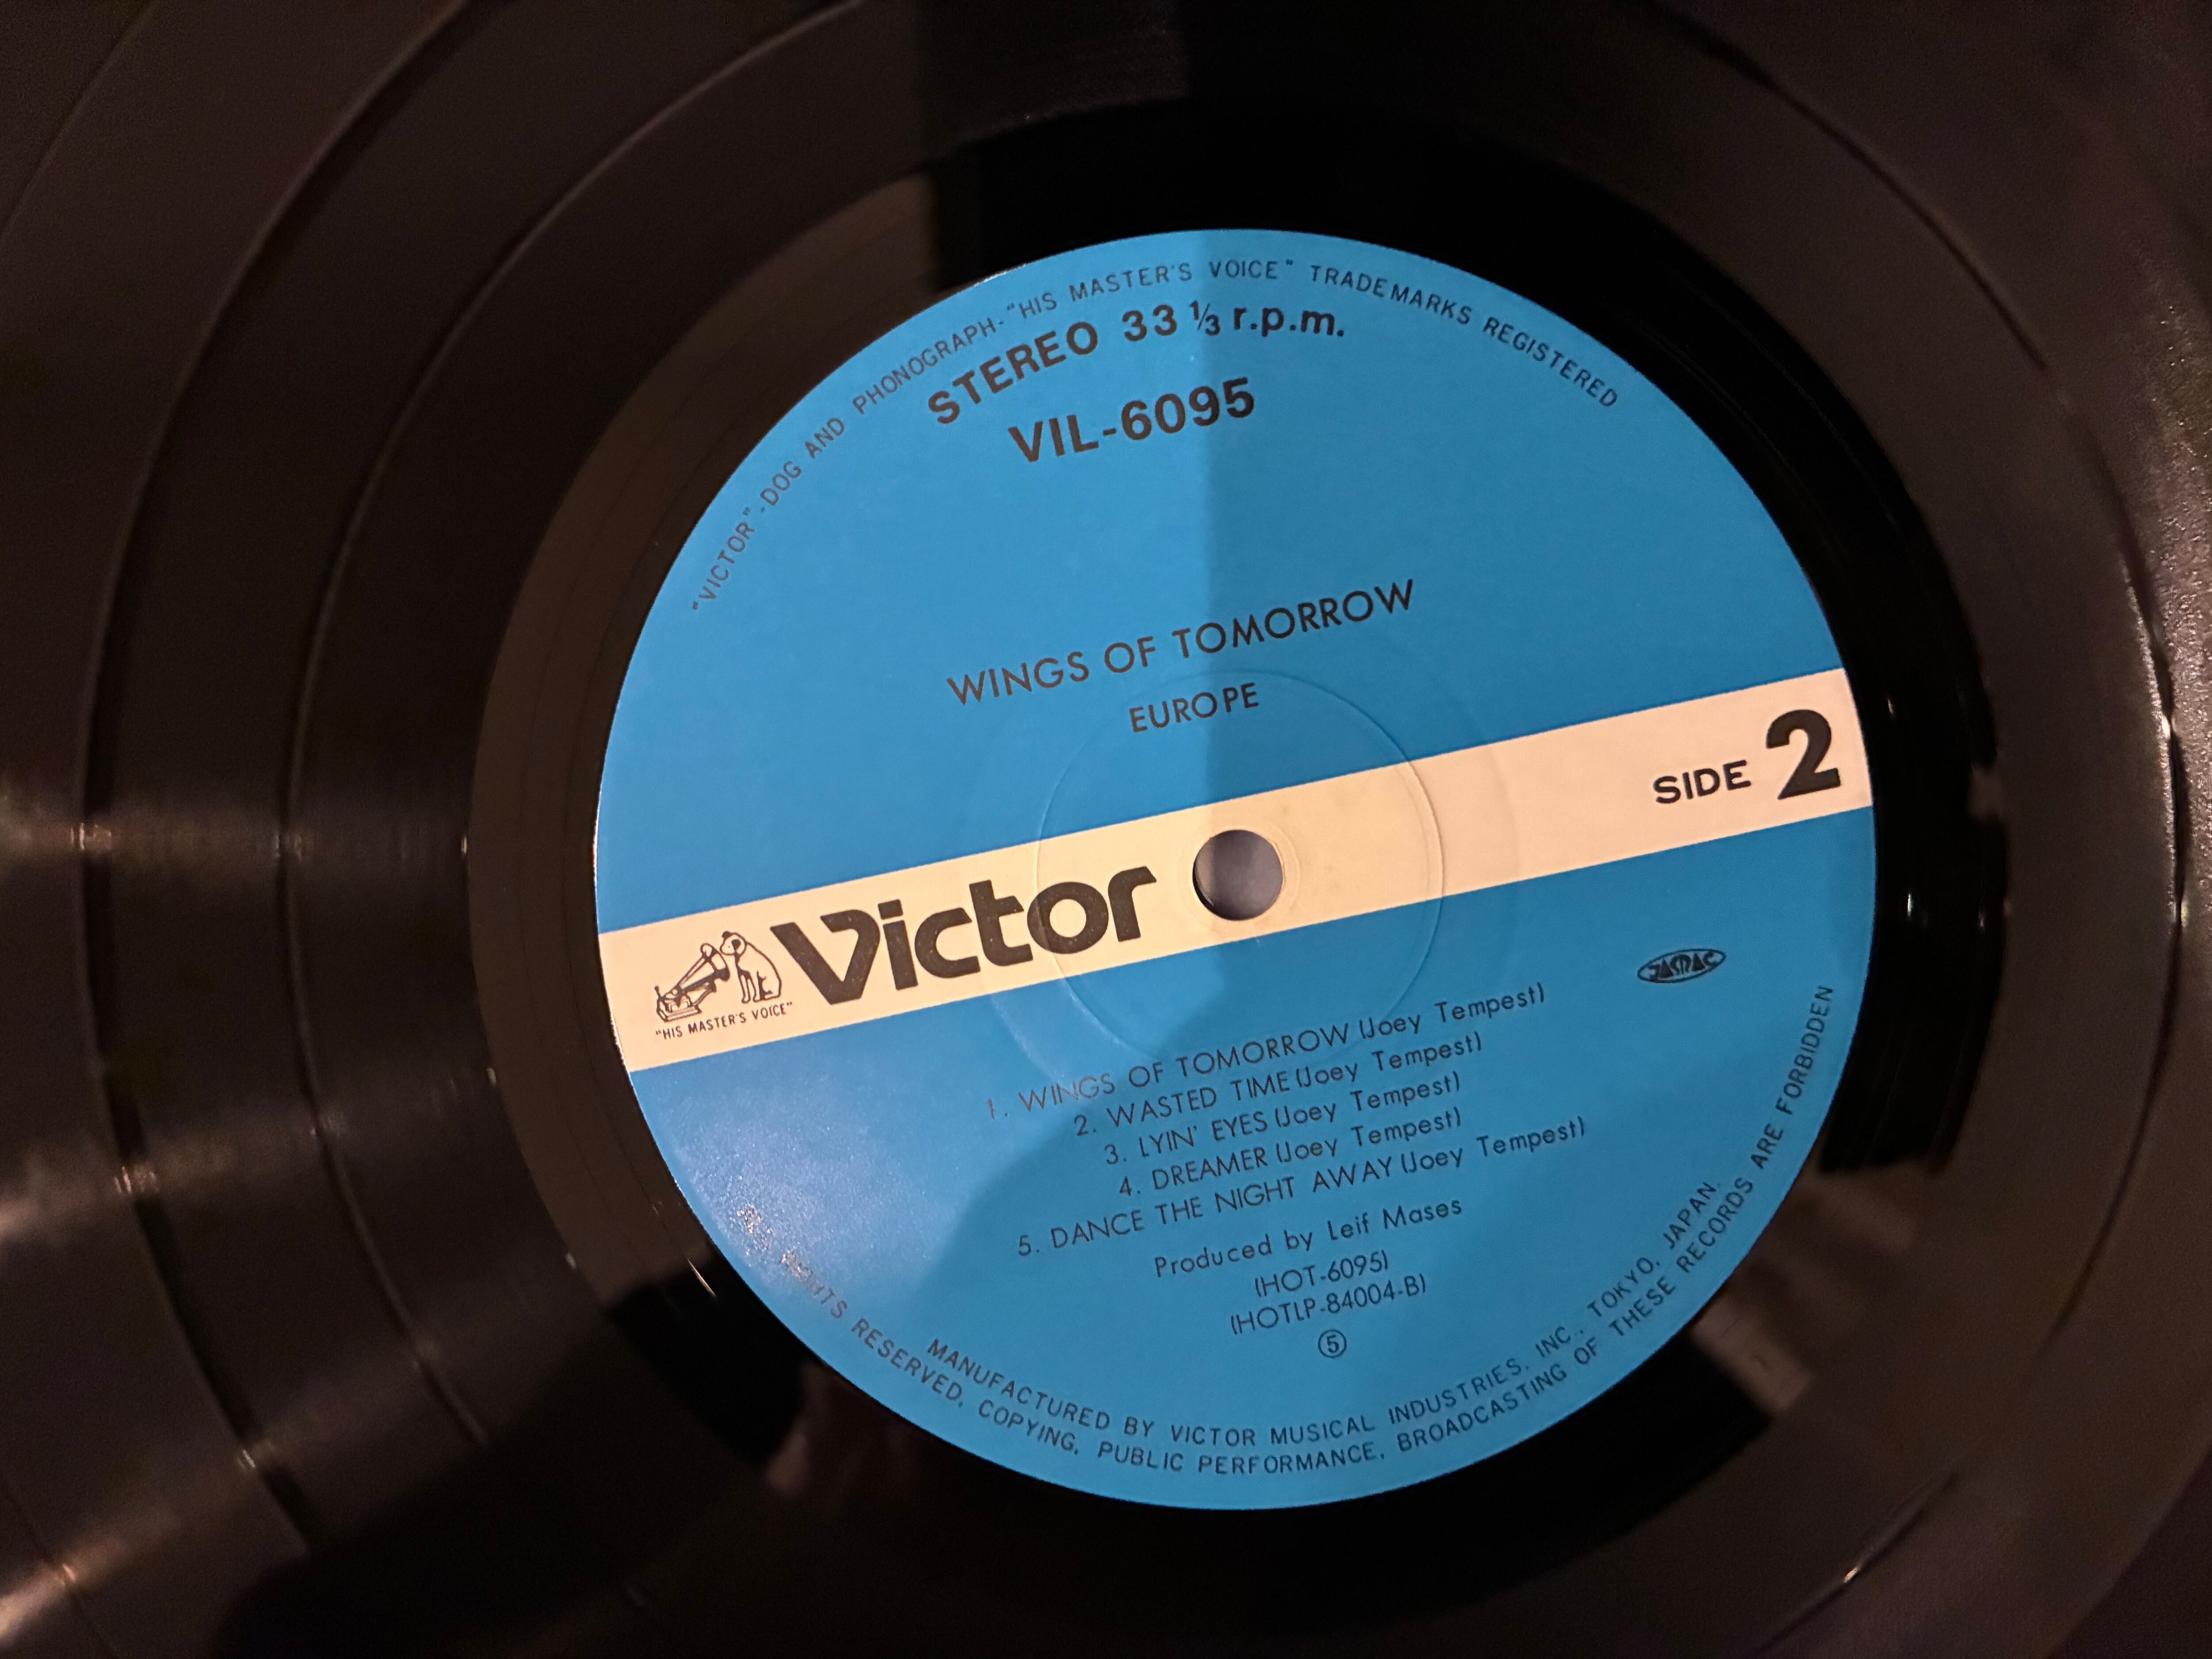 "VICTOR"-DOG AND PHONOGRAPH-"HIS MASTER'S VOICE" TRADEMARKS REGISTERED
STEREO 33 ⅓ r.p.m.
VIL-6095
WINGS OF TOMORROW
EUROPE
SIDE 2
Victor
"HIS MASTER'S VOICE"
JASRAC
1. WINGS OF TOMORROW (Joey Tempest)
2. WASTED TIME (Joey Tempest)
3. LYIN' EYES (Joey Tempest)
4. DREAMER (Joey Tempest)
5. DANCE THE NIGHT AWAY (Joey Tempest)
Produced by Leif Mases
(HOT-6095)
(HOTLP-84004-B)
⑤
MANUFACTURED BY VICTOR MUSICAL INDUSTRIES, INC., TOKYO, JAPAN.
ALL RIGHTS RESERVED, COPYING, PUBLIC PERFORMANCE, BROADCASTING OF THESE RECORDS ARE FORBIDDEN